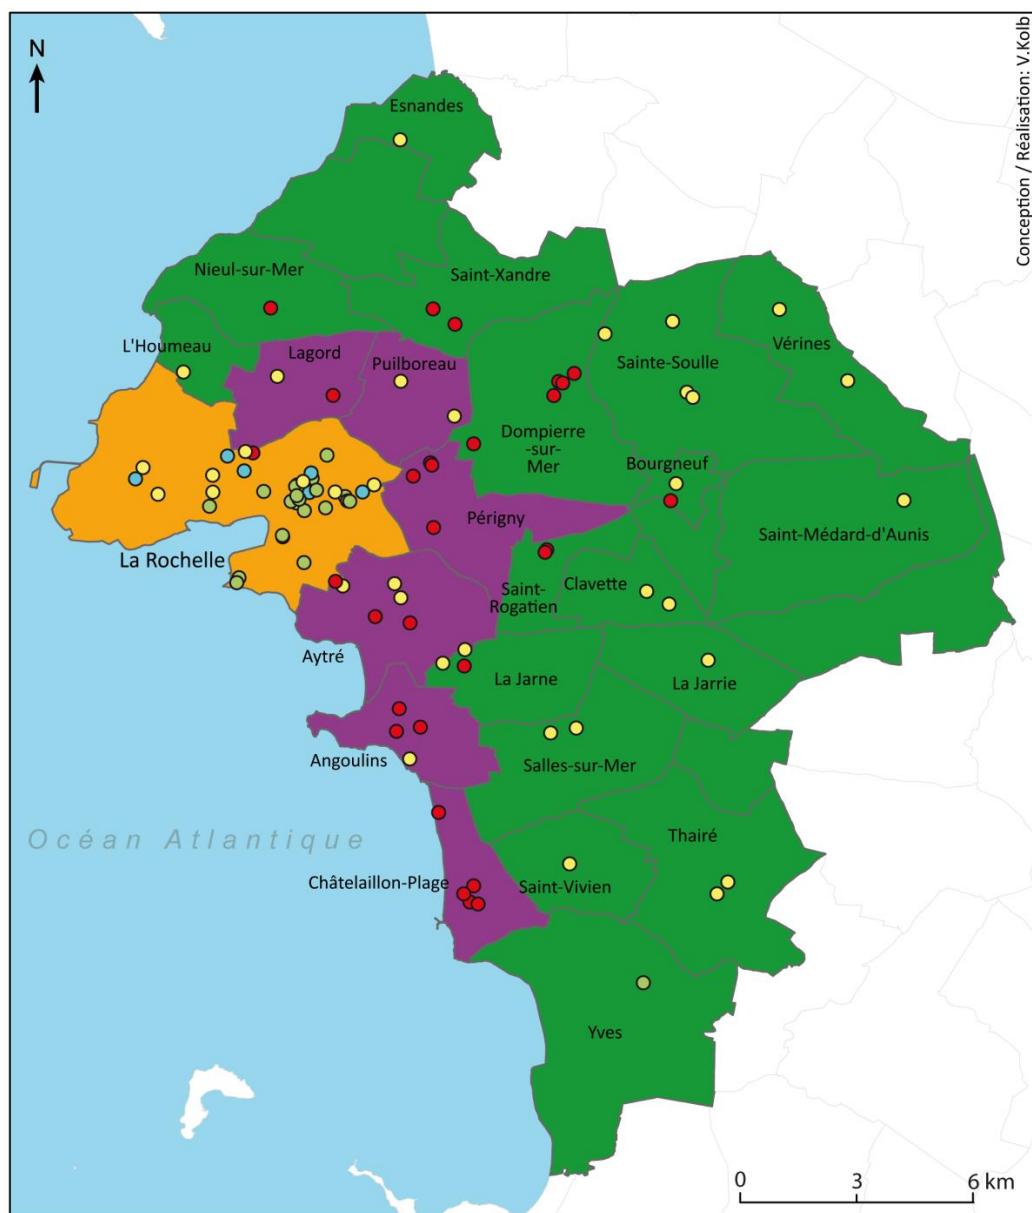 N
Conception / Réalisation: V.Kolb
Esnandes
Nieul-sur-Mer
Saint-Xandre
L'Houmeau
Lagord
Puilboreau
Sainte-Soulle
Vérines
Dompierre
-sur-
Mer
Bourgneuf
Périgny
Saint-Médard-d'Aunis
La Rochelle
Saint-
Rogatien
Clavette
Aytré
La Jarne
La Jarrie
Angoulins
Salles-sur-Mer
Océan Atlantique
Thairé
Châtelaillon-Plage
Saint-Vivien
Yves
0 3 6 km